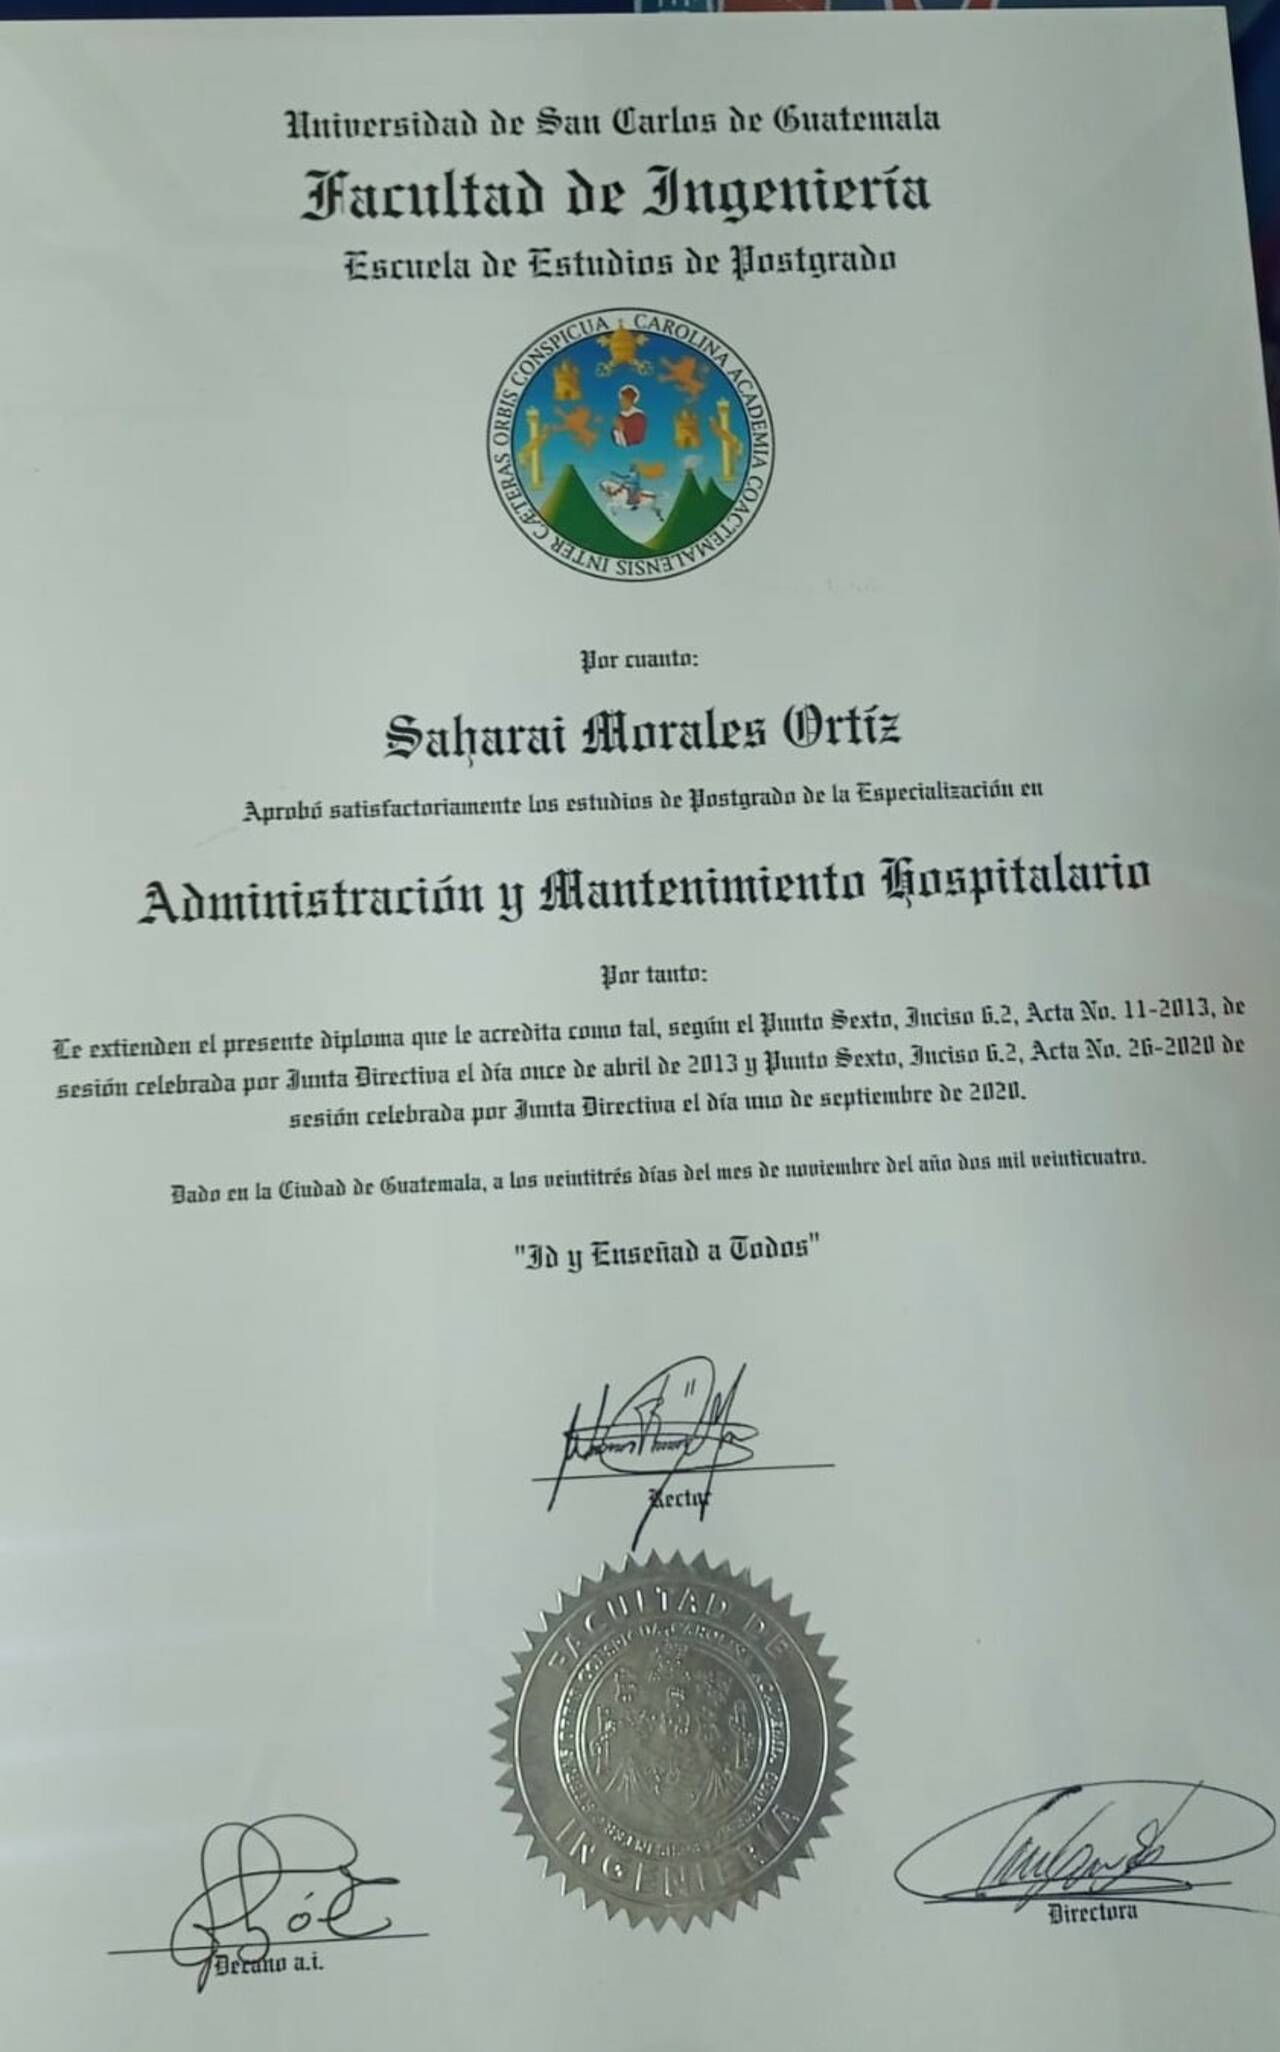 Universidad de San Carlos de Guatemala
Facultad de Ingeniería
Escuela de Estudios de Postgrado
INTER CÆTERAS ORBIS CONSPICUA CAROLINA ACADEMIA COACTEMALENSIS
Por cuanto:
Saharai Morales Ortíz
Aprobó satisfactoriamente los estudios de Postgrado de la Especialización en
Administración y Mantenimiento Hospitalario
Por tanto:
Le extienden el presente diploma que le acredita como tal, según el Punto Sexto, Inciso 6.2, Acta No. 11-2013, de
sesión celebrada por Junta Directiva el día once de abril de 2013 y Punto Sexto, Inciso 6.2, Acta No. 26-2020 de
sesión celebrada por Junta Directiva el día uno de septiembre de 2020.
Dado en la Ciudad de Guatemala, a los veintitrés días del mes de noviembre del año dos mil veinticuatro.
"Id y Enseñad a Todos"
Rector
FACULTAD DE
INGENIERÍA
Directora
Decano a.i.